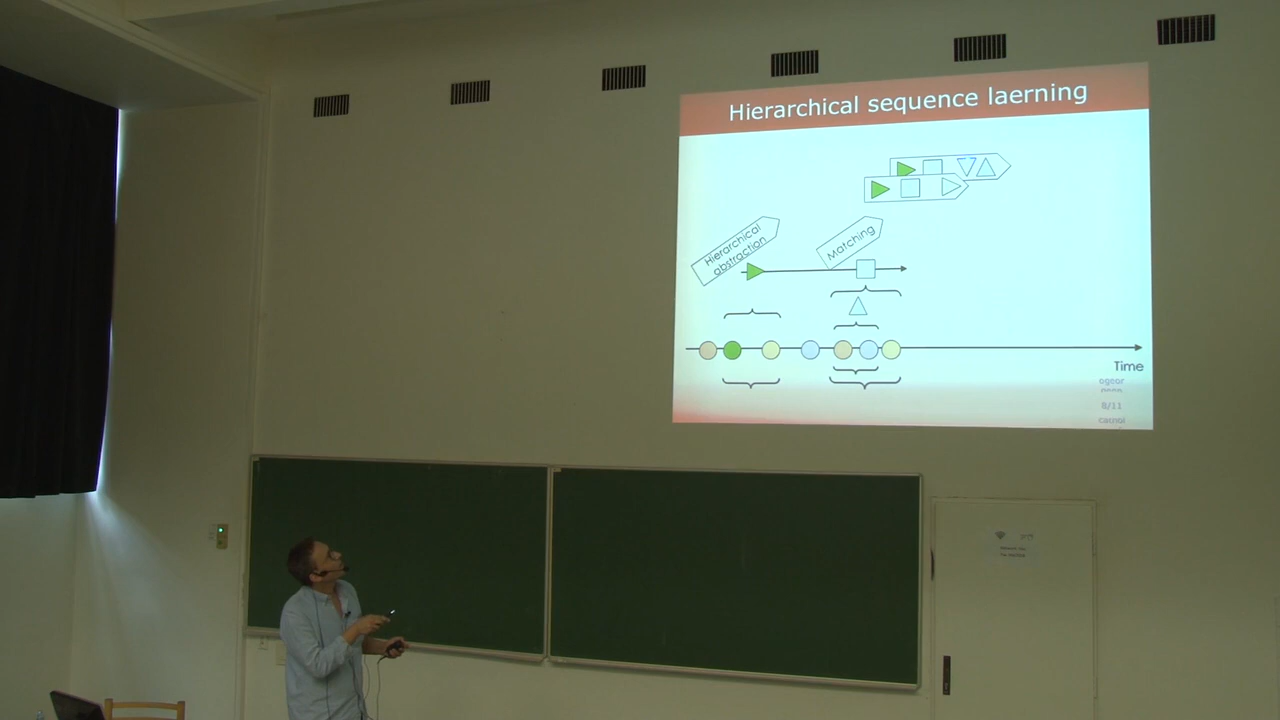 Hierarchical sequence laerning
Hierarchical
abstraction
Matching
Time
8/11